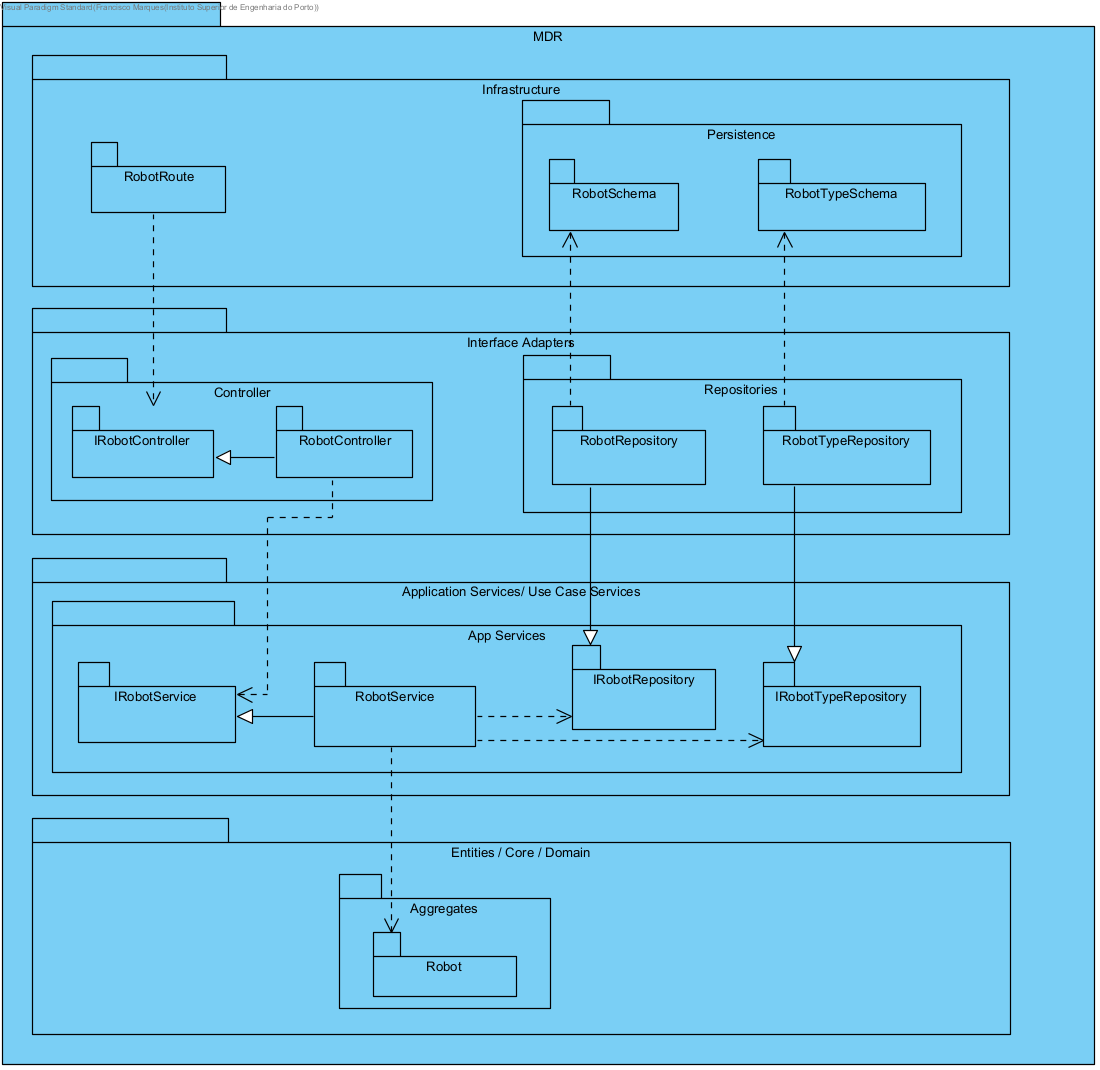 Visual Paradigm Standard(Francisco Marques(Instituto Superior de Engenharia do Porto))
MDR
Infrastructure
Persistence
RobotRoute
RobotSchema
RobotTypeSchema
Interface Adapters
Controller
Repositories
IRobotController
RobotController
RobotRepository
RobotTypeRepository
Application Services/ Use Case Services
App Services
IRobotService
RobotService
IRobotRepository
IRobotTypeRepository
Entities / Core / Domain
Aggregates
Robot